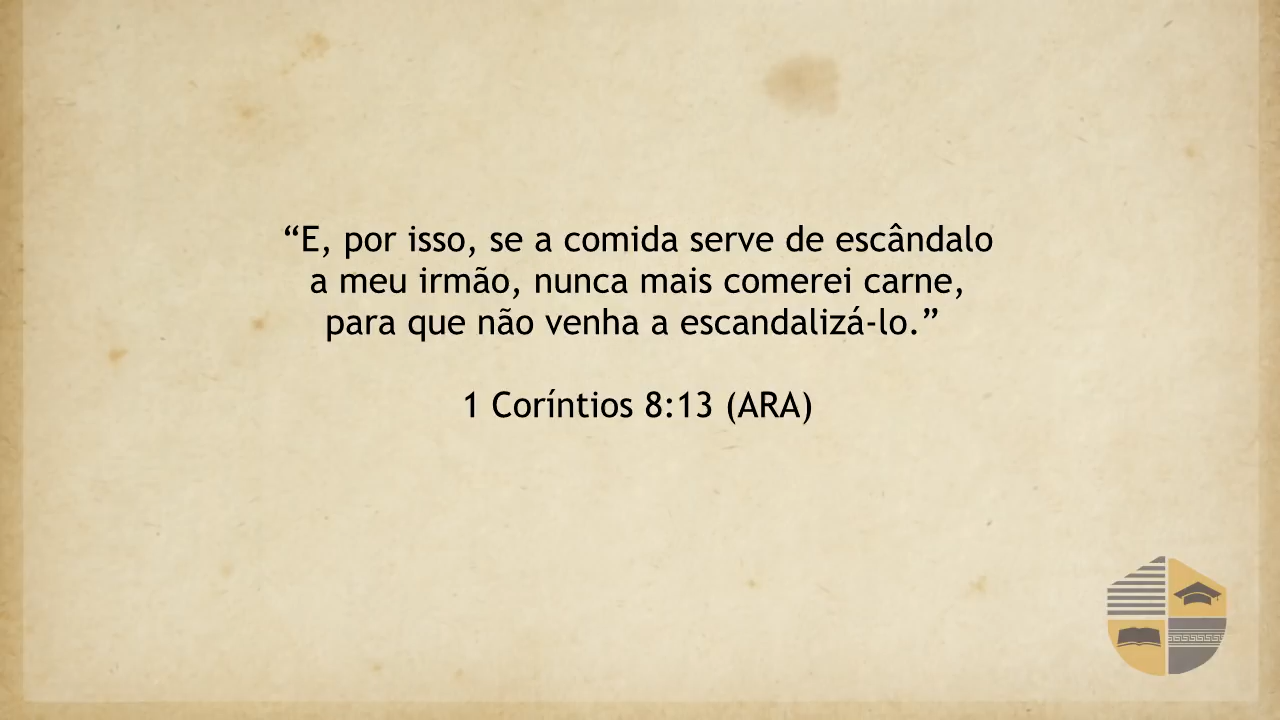 “E, por isso, se a comida serve de escândalo
a meu irmão, nunca mais comerei carne,
para que não venha a escandalizá-lo.”
1 Coríntios 8:13 (ARA)